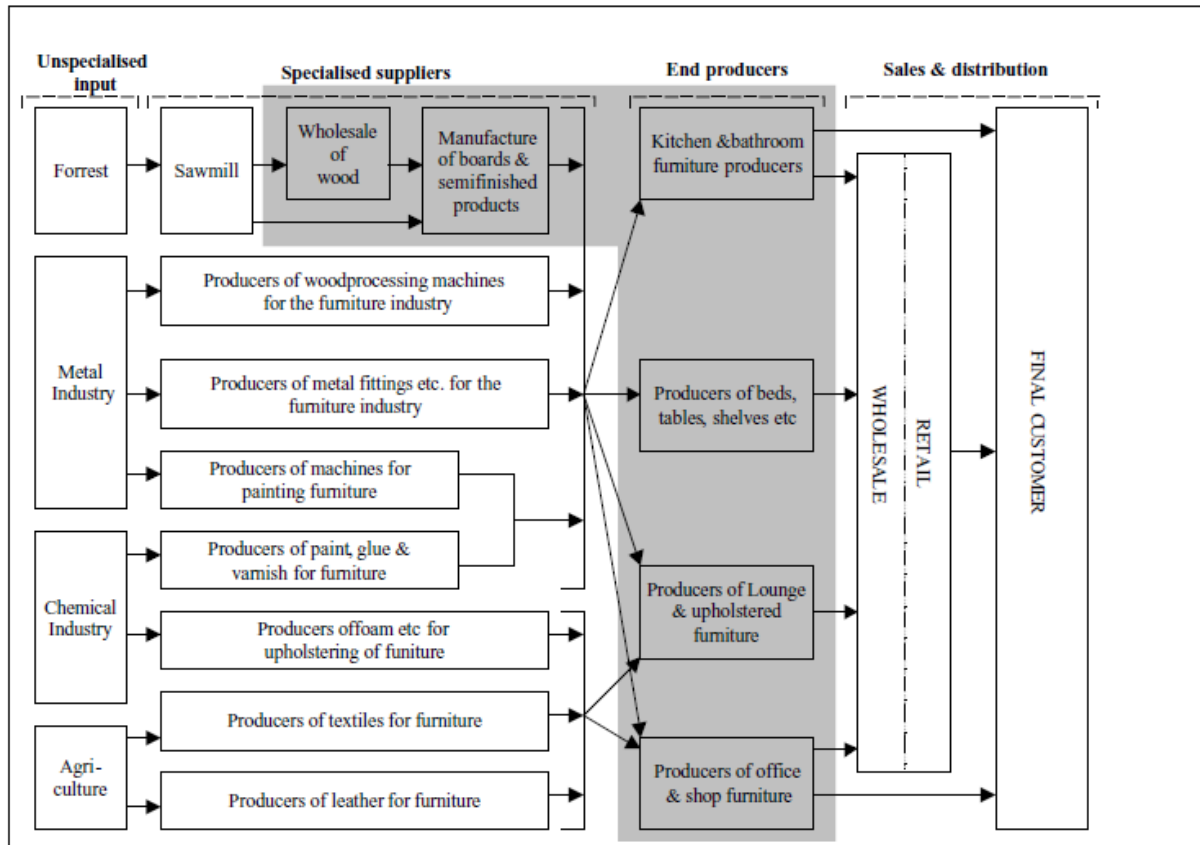 Unspecialised
input
Specialised suppliers
End producers
Sales & distribution
Forrest
Sawmill
Wholesale
of
wood
Manufacture
of boards &
semifinished
products
Kitchen &bathroom
furniture producers
Metal
Industry
Producers of woodprocessing machines
for the furniture industry
Producers of metal fittings etc. for the
furniture industry
Producers of beds,
tables, shelves etc
Producers of machines for
painting furniture
Chemical
Industry
Producers of paint, glue &
varnish for furniture
Producers offoam etc for
upholstering of funiture
Producers of Lounge
& upholstered
furniture
Agri-
culture
Producers of textiles for furniture
Producers of leather for furniture
Producers of office
& shop furniture
WHOLESALE
RETAIL
FINAL CUSTOMER